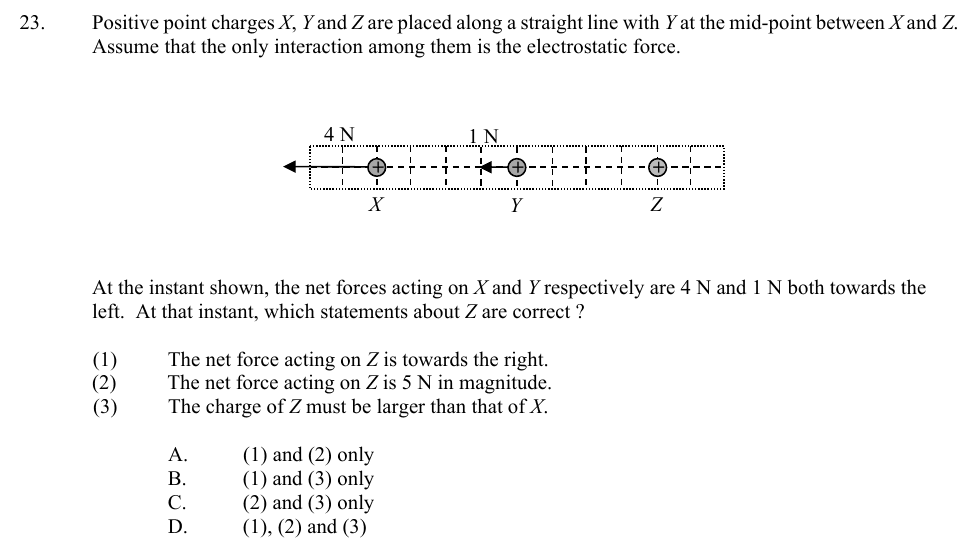 23. Positive point charges X, Y and Z are placed along a straight line with Y at the mid-point between X and Z.
Assume that the only interaction among them is the electrostatic force.
4 N 1 N
+ + +
X Y Z
At the instant shown, the net forces acting on X and Y respectively are 4 N and 1 N both towards the
left. At that instant, which statements about Z are correct ?
(1) The net force acting on Z is towards the right.
(2) The net force acting on Z is 5 N in magnitude.
(3) The charge of Z must be larger than that of X.
A. (1) and (2) only
B. (1) and (3) only
C. (2) and (3) only
D. (1), (2) and (3)